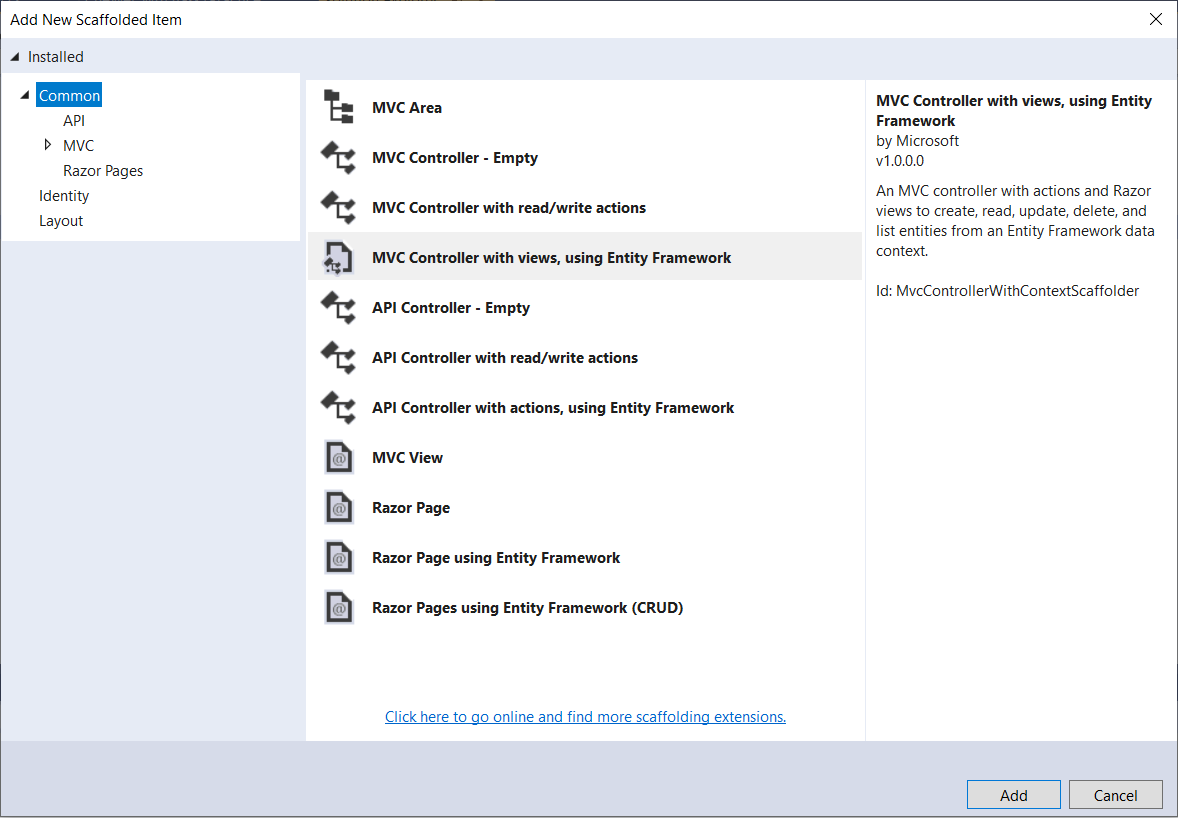 Add New Scaffolded Item
Installed
Common
API
MVC
Razor Pages
Identity
Layout
MVC Area
MVC Controller - Empty
MVC Controller with read/write actions
MVC Controller with views, using Entity Framework
API Controller - Empty
API Controller with read/write actions
API Controller with actions, using Entity Framework
MVC View
Razor Page
Razor Page using Entity Framework
Razor Pages using Entity Framework (CRUD)
Click here to go online and find more scaffolding extensions.
MVC Controller with views, using Entity
Framework
by Microsoft
v1.0.0.0
An MVC controller with actions and Razor
views to create, read, update, delete, and
list entities from an Entity Framework data
context.
Id: MvcControllerWithContextScaffolder
Add
Cancel